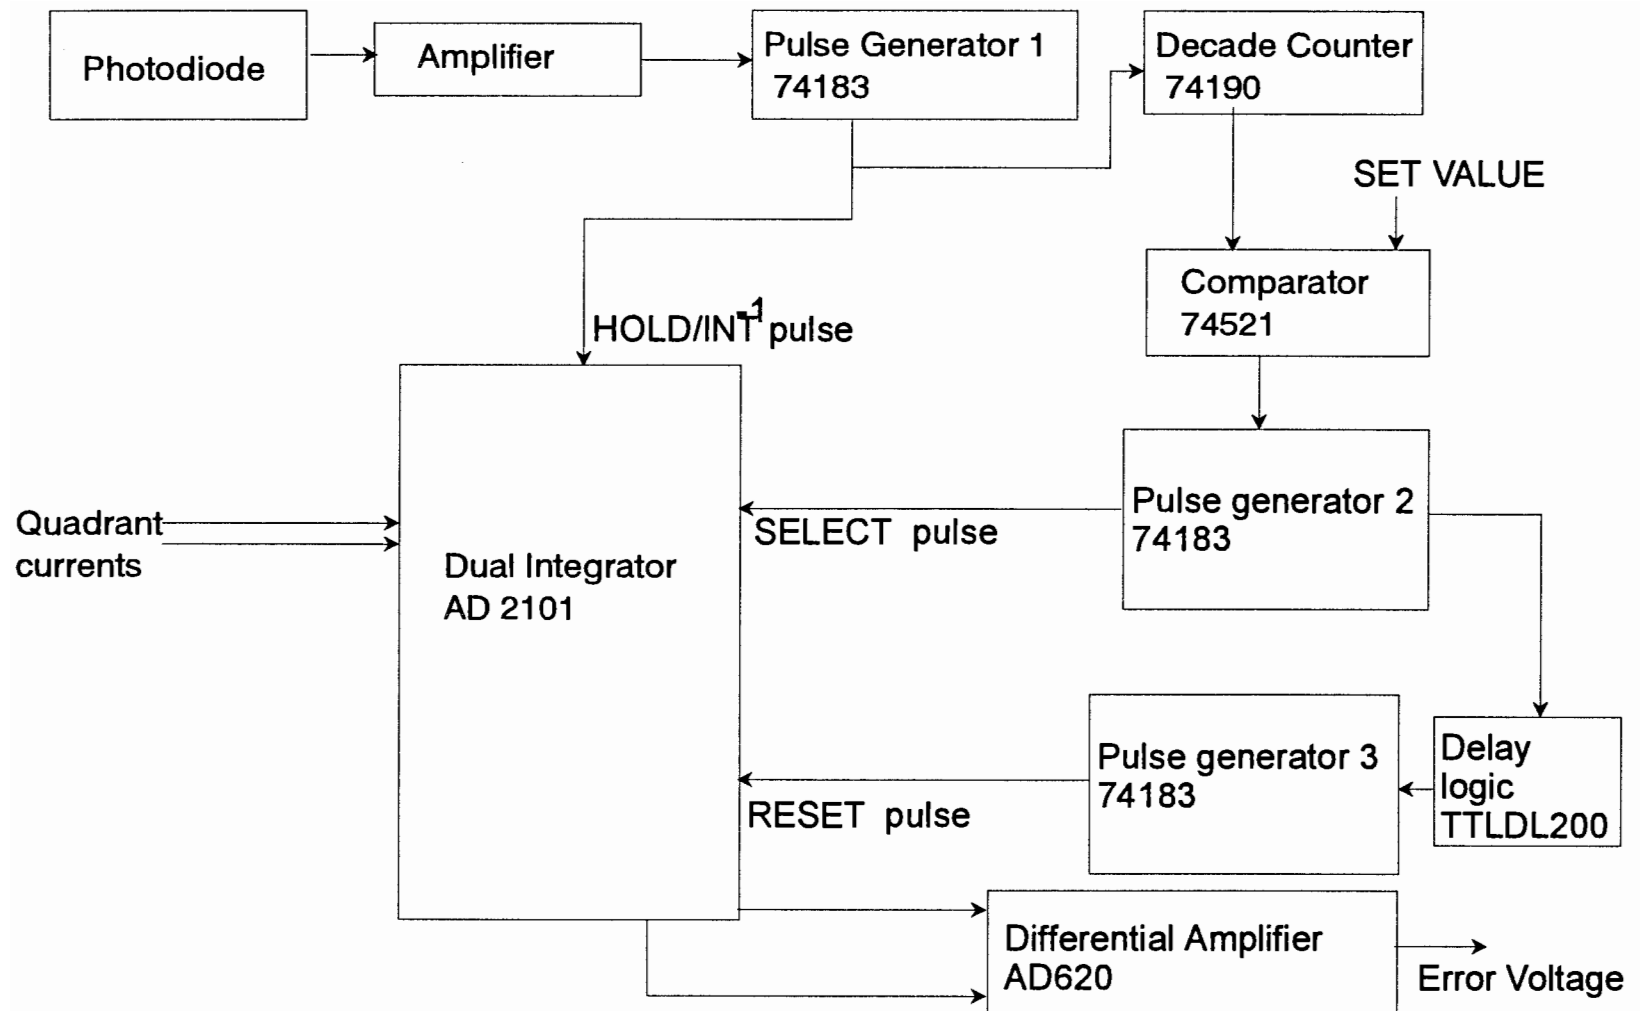 Photodiode
Amplifier
Pulse Generator 1
74183
Decade Counter
74190
SET VALUE
Comparator
74521
HOLD/INT-1 pulse
Quadrant
currents
Dual Integrator
AD 2101
SELECT pulse
Pulse generator 2
74183
RESET pulse
Pulse generator 3
74183
Delay
logic
TTLDL200
Differential Amplifier
AD620
Error Voltage